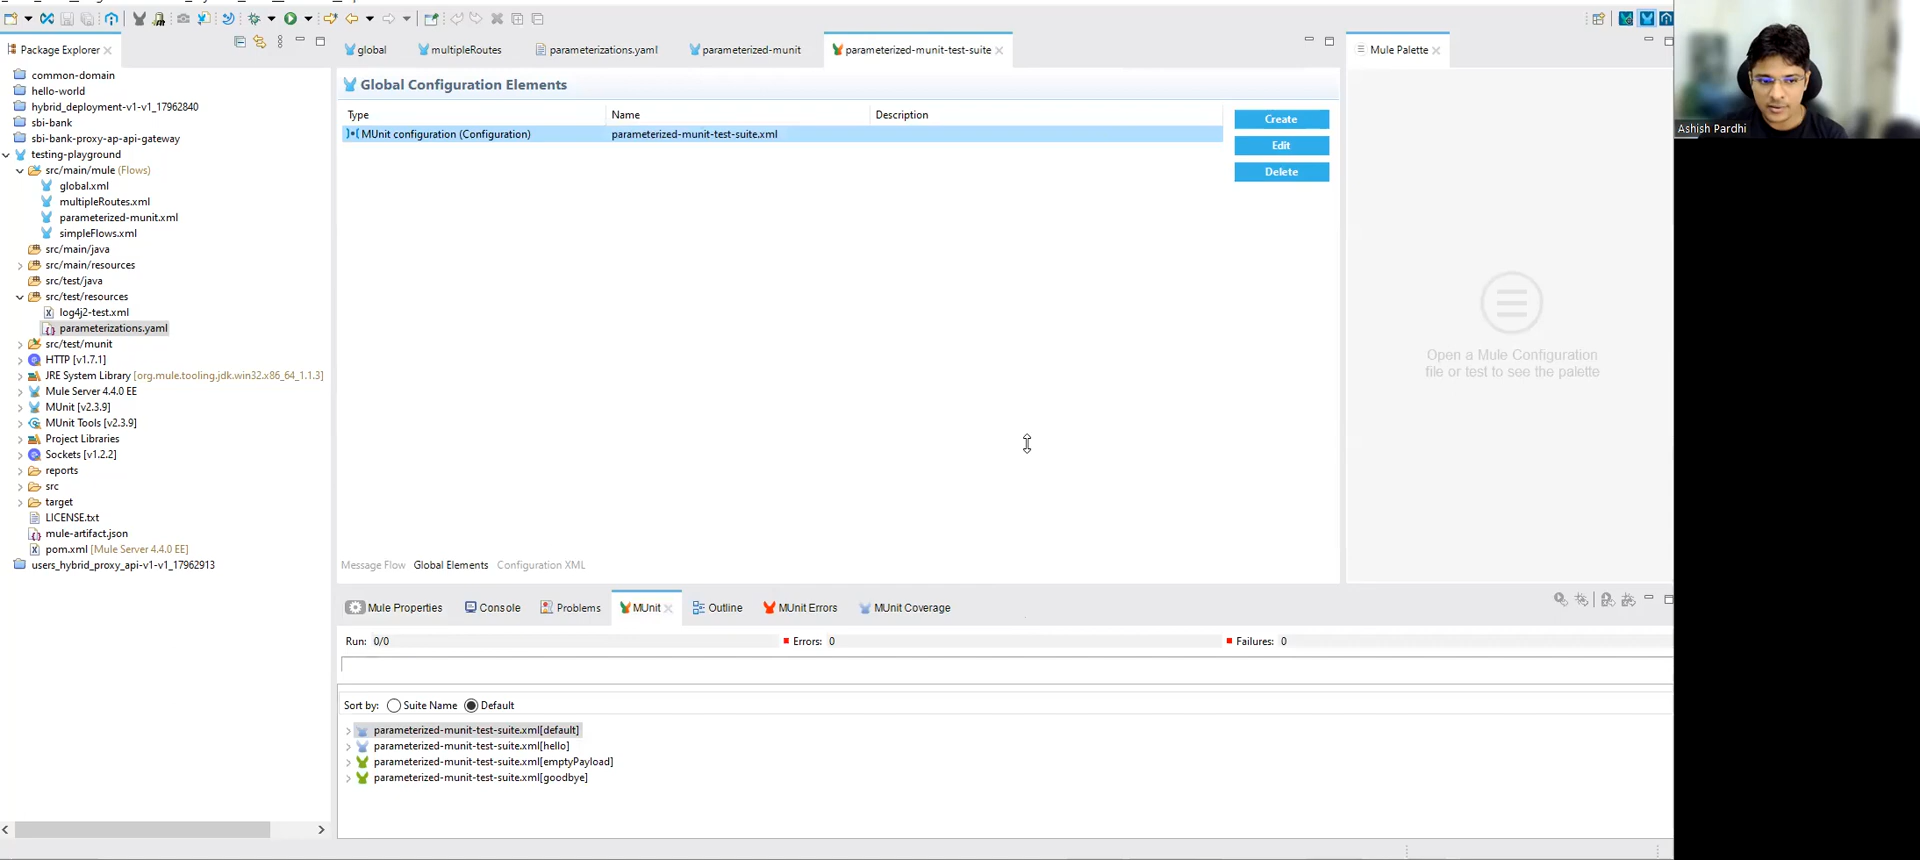 Package Explorer
global
multipleRoutes
parameterizations.yaml
parameterized-munit
parameterized-munit-test-suite
Mule Palette
common-domain
hello-world
hybrid_deployment-v1-v1_17962840
sbi-bank
sbi-bank-proxy-ap-api-gateway
testing-playground
src/main/mule (Flows)
global.xml
multipleRoutes.xml
parameterized-munit.xml
simpleFlows.xml
src/main/java
src/main/resources
src/test/java
src/test/resources
log4j2-test.xml
parameterizations.yaml
src/test/munit
HTTP [v1.7.1]
JRE System Library [org.mule.tooling.jdk.win32.x86_64_1.1.3]
Mule Server 4.4.0 EE
MUnit [v2.3.9]
MUnit Tools [v2.3.9]
Project Libraries
Sockets [v1.2.2]
reports
src
target
LICENSE.txt
mule-artifact.json
pom.xml [Mule Server 4.4.0 EE]
users_hybrid_proxy_api-v1-v1_17962913
Global Configuration Elements
Type Name Description
MUnit configuration (Configuration) parameterized-munit-test-suite.xml
Create
Edit
Delete
Open a Mule Configuration
file or test to see the palette
Message Flow Global Elements Configuration XML
Mule Properties Console Problems MUnit Outline MUnit Errors MUnit Coverage
Run: 0/0 Errors: 0 Failures: 0
Sort by: Suite Name Default
parameterized-munit-test-suite.xml[default]
parameterized-munit-test-suite.xml[hello]
parameterized-munit-test-suite.xml[emptyPayload]
parameterized-munit-test-suite.xml[goodbye]
Ashish Pardhi